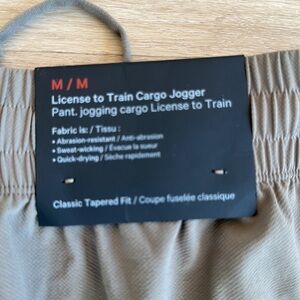 M / M
License to Train Cargo Jogger
Pant. jogging cargo License to Train
Fabric is: / Tissu :
• Abrasion-resistant / Anti-abrasion
• Sweat-wicking / Évacue la sueur
• Quick-drying / Sèche rapidement
Classic Tapered Fit / Coupe fuselée classique